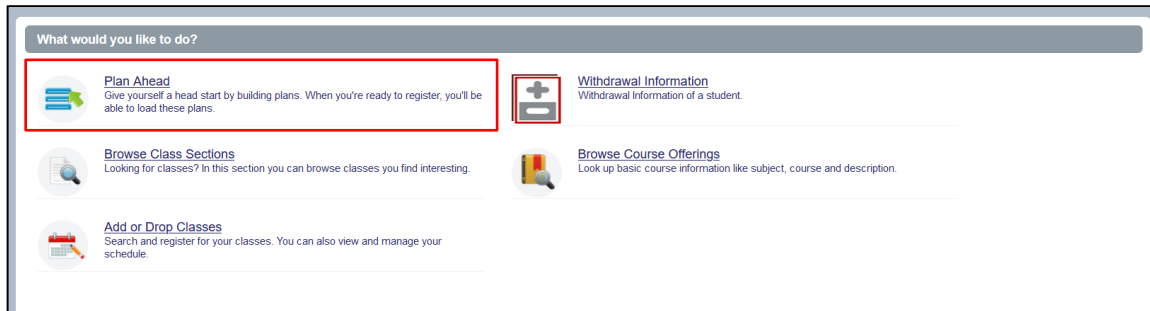 What would you like to do?
Plan Ahead
Give yourself a head start by building plans. When you're ready to register, you'll be
able to load these plans.
Withdrawal Information
Withdrawal Information of a student.
Browse Class Sections
Looking for classes? In this section you can browse classes you find interesting.
Browse Course Offerings
Look up basic course information like subject, course and description.
Add or Drop Classes
Search and register for your classes. You can also view and manage your
schedule.